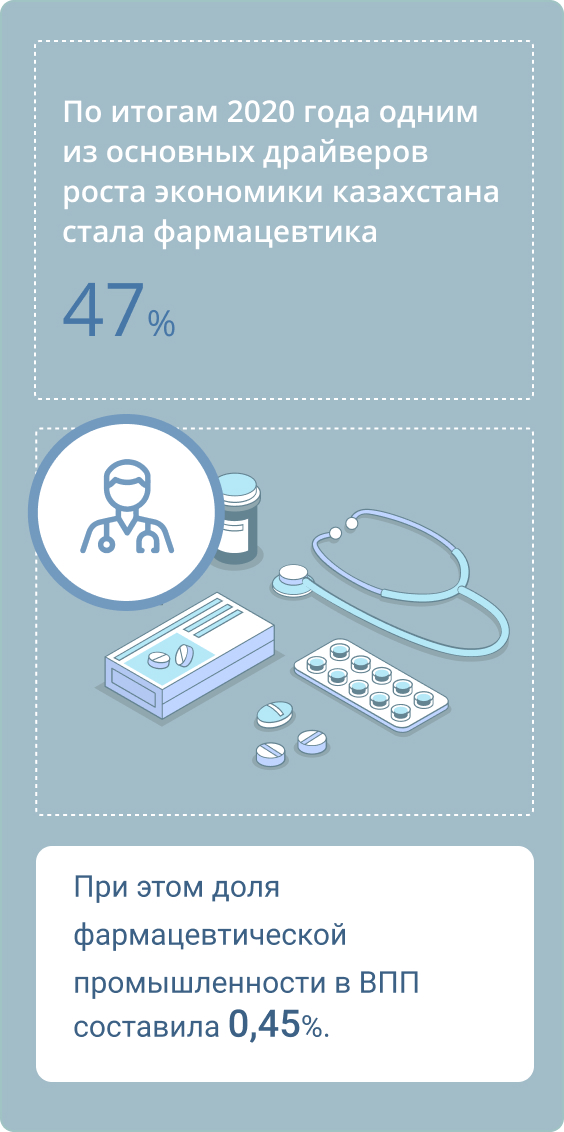 По итогам 2020 года одним
из основных драйверов
роста экономики казахстана
стала фармацевтика
47%
При этом доля
фармацевтической
промышленности в ВПП
составила 0,45%.